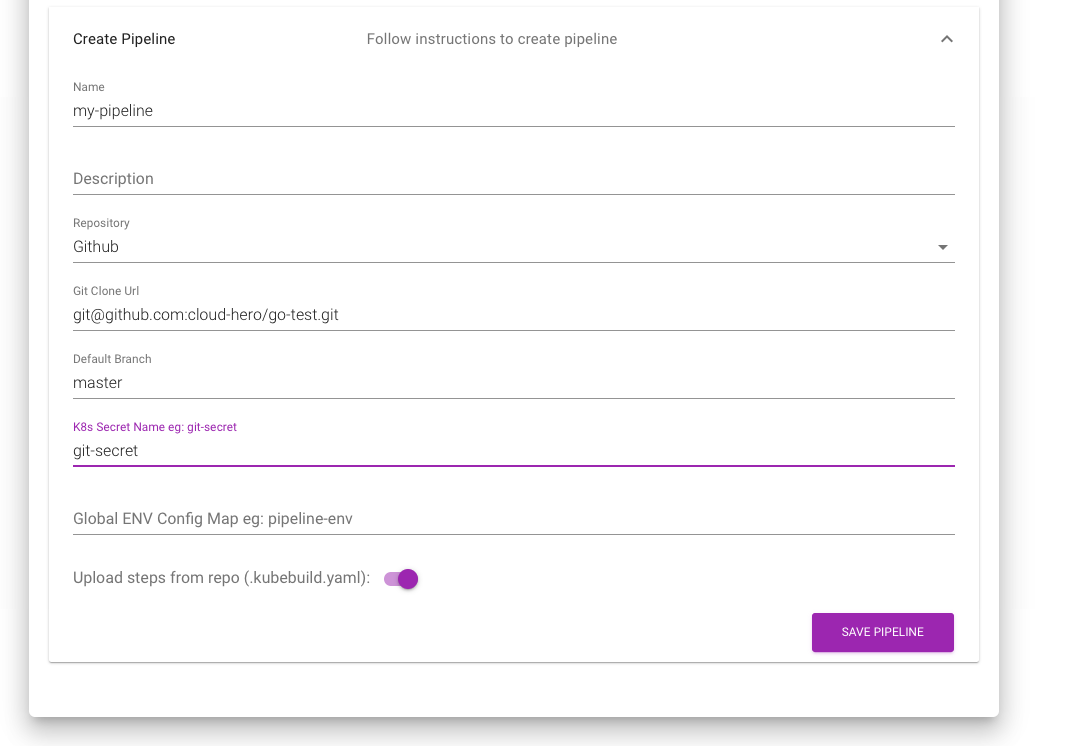 Create Pipeline Follow instructions to create pipeline
Name
my-pipeline
Description
Repository
Github
Git Clone Url
git@github.com:cloud-hero/go-test.git
Default Branch
master
K8s Secret Name eg: git-secret
git-secret
Global ENV Config Map eg: pipeline-env
Upload steps from repo (.kubebuild.yaml):
SAVE PIPELINE